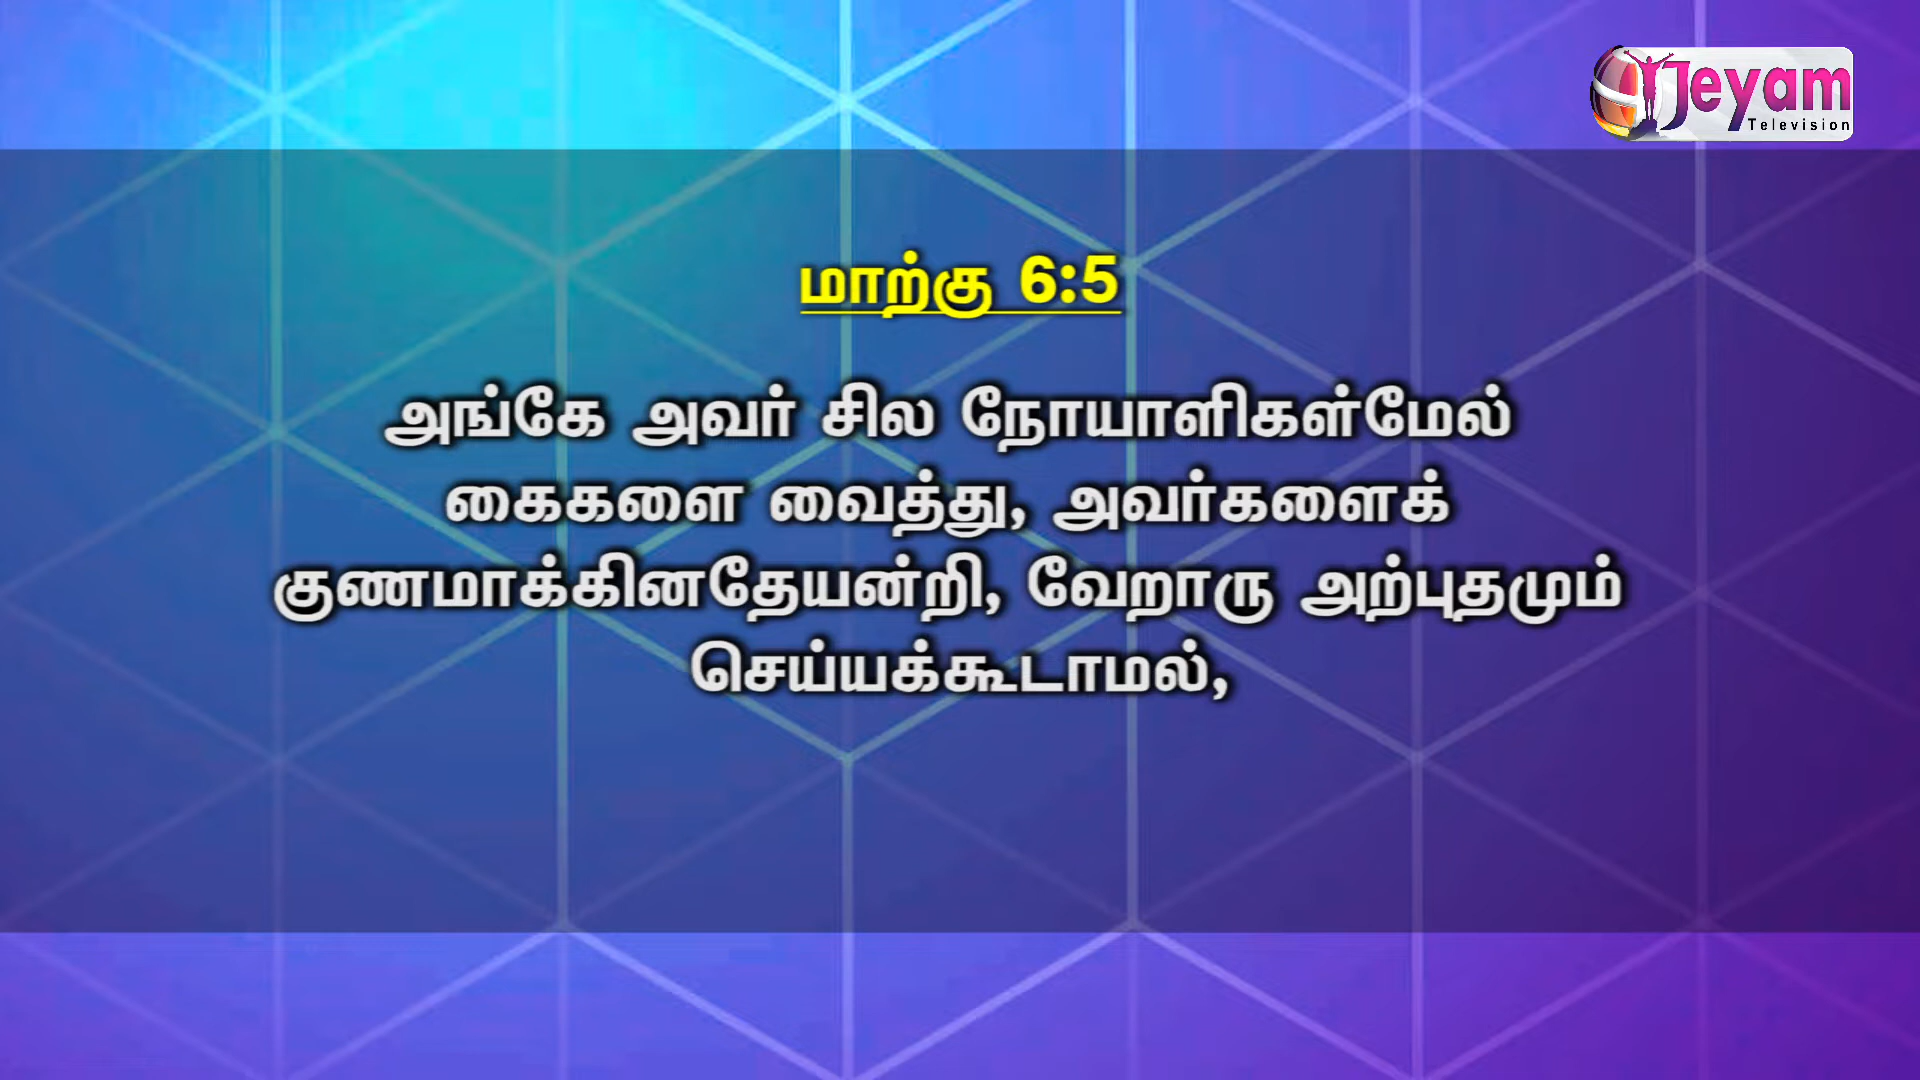 Jeyam
Television
மாற்கு 6:5
அங்கே அவர் சில நோயாளிகள்மேல்
கைகளை வைத்து, அவர்களைக்
குணமாக்கினதேயன்றி, வேறாரு அற்புதமும்
செய்யக்கூடாமல்,